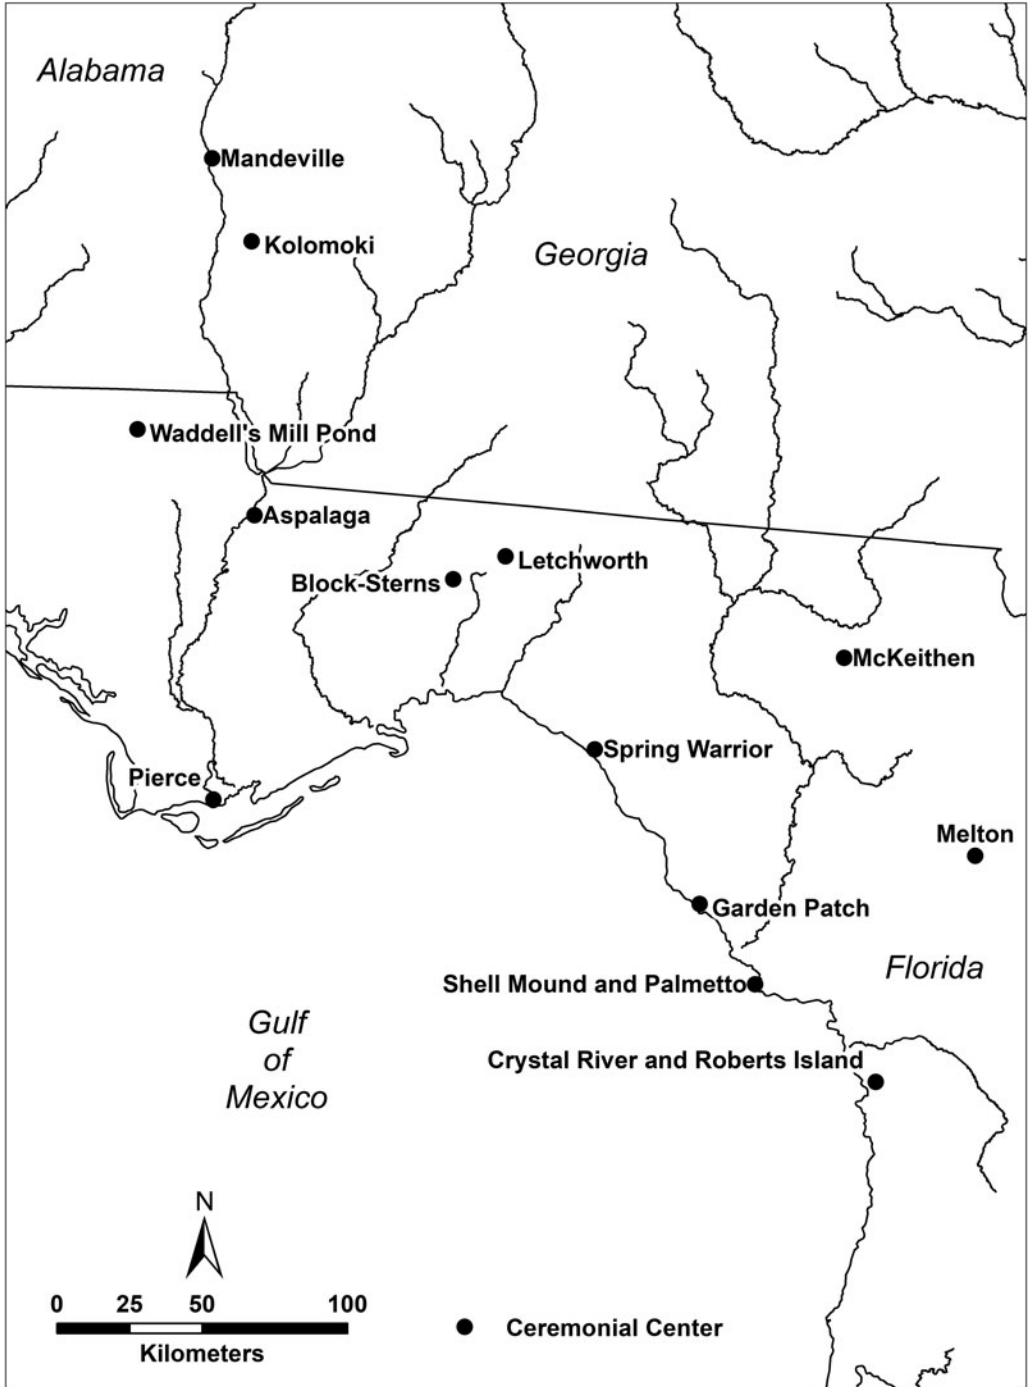 Alabama
Mandeville
Kolomoki
Georgia
Waddell's Mill Pond
Aspalaga
Letchworth
Block-Sterns
McKeithen
Spring Warrior
Pierce
Melton
Garden Patch
Florida
Shell Mound and Palmetto
Gulf
of
Mexico
Crystal River and Roberts Island
N
0 25 50 100
Kilometers
Ceremonial Center